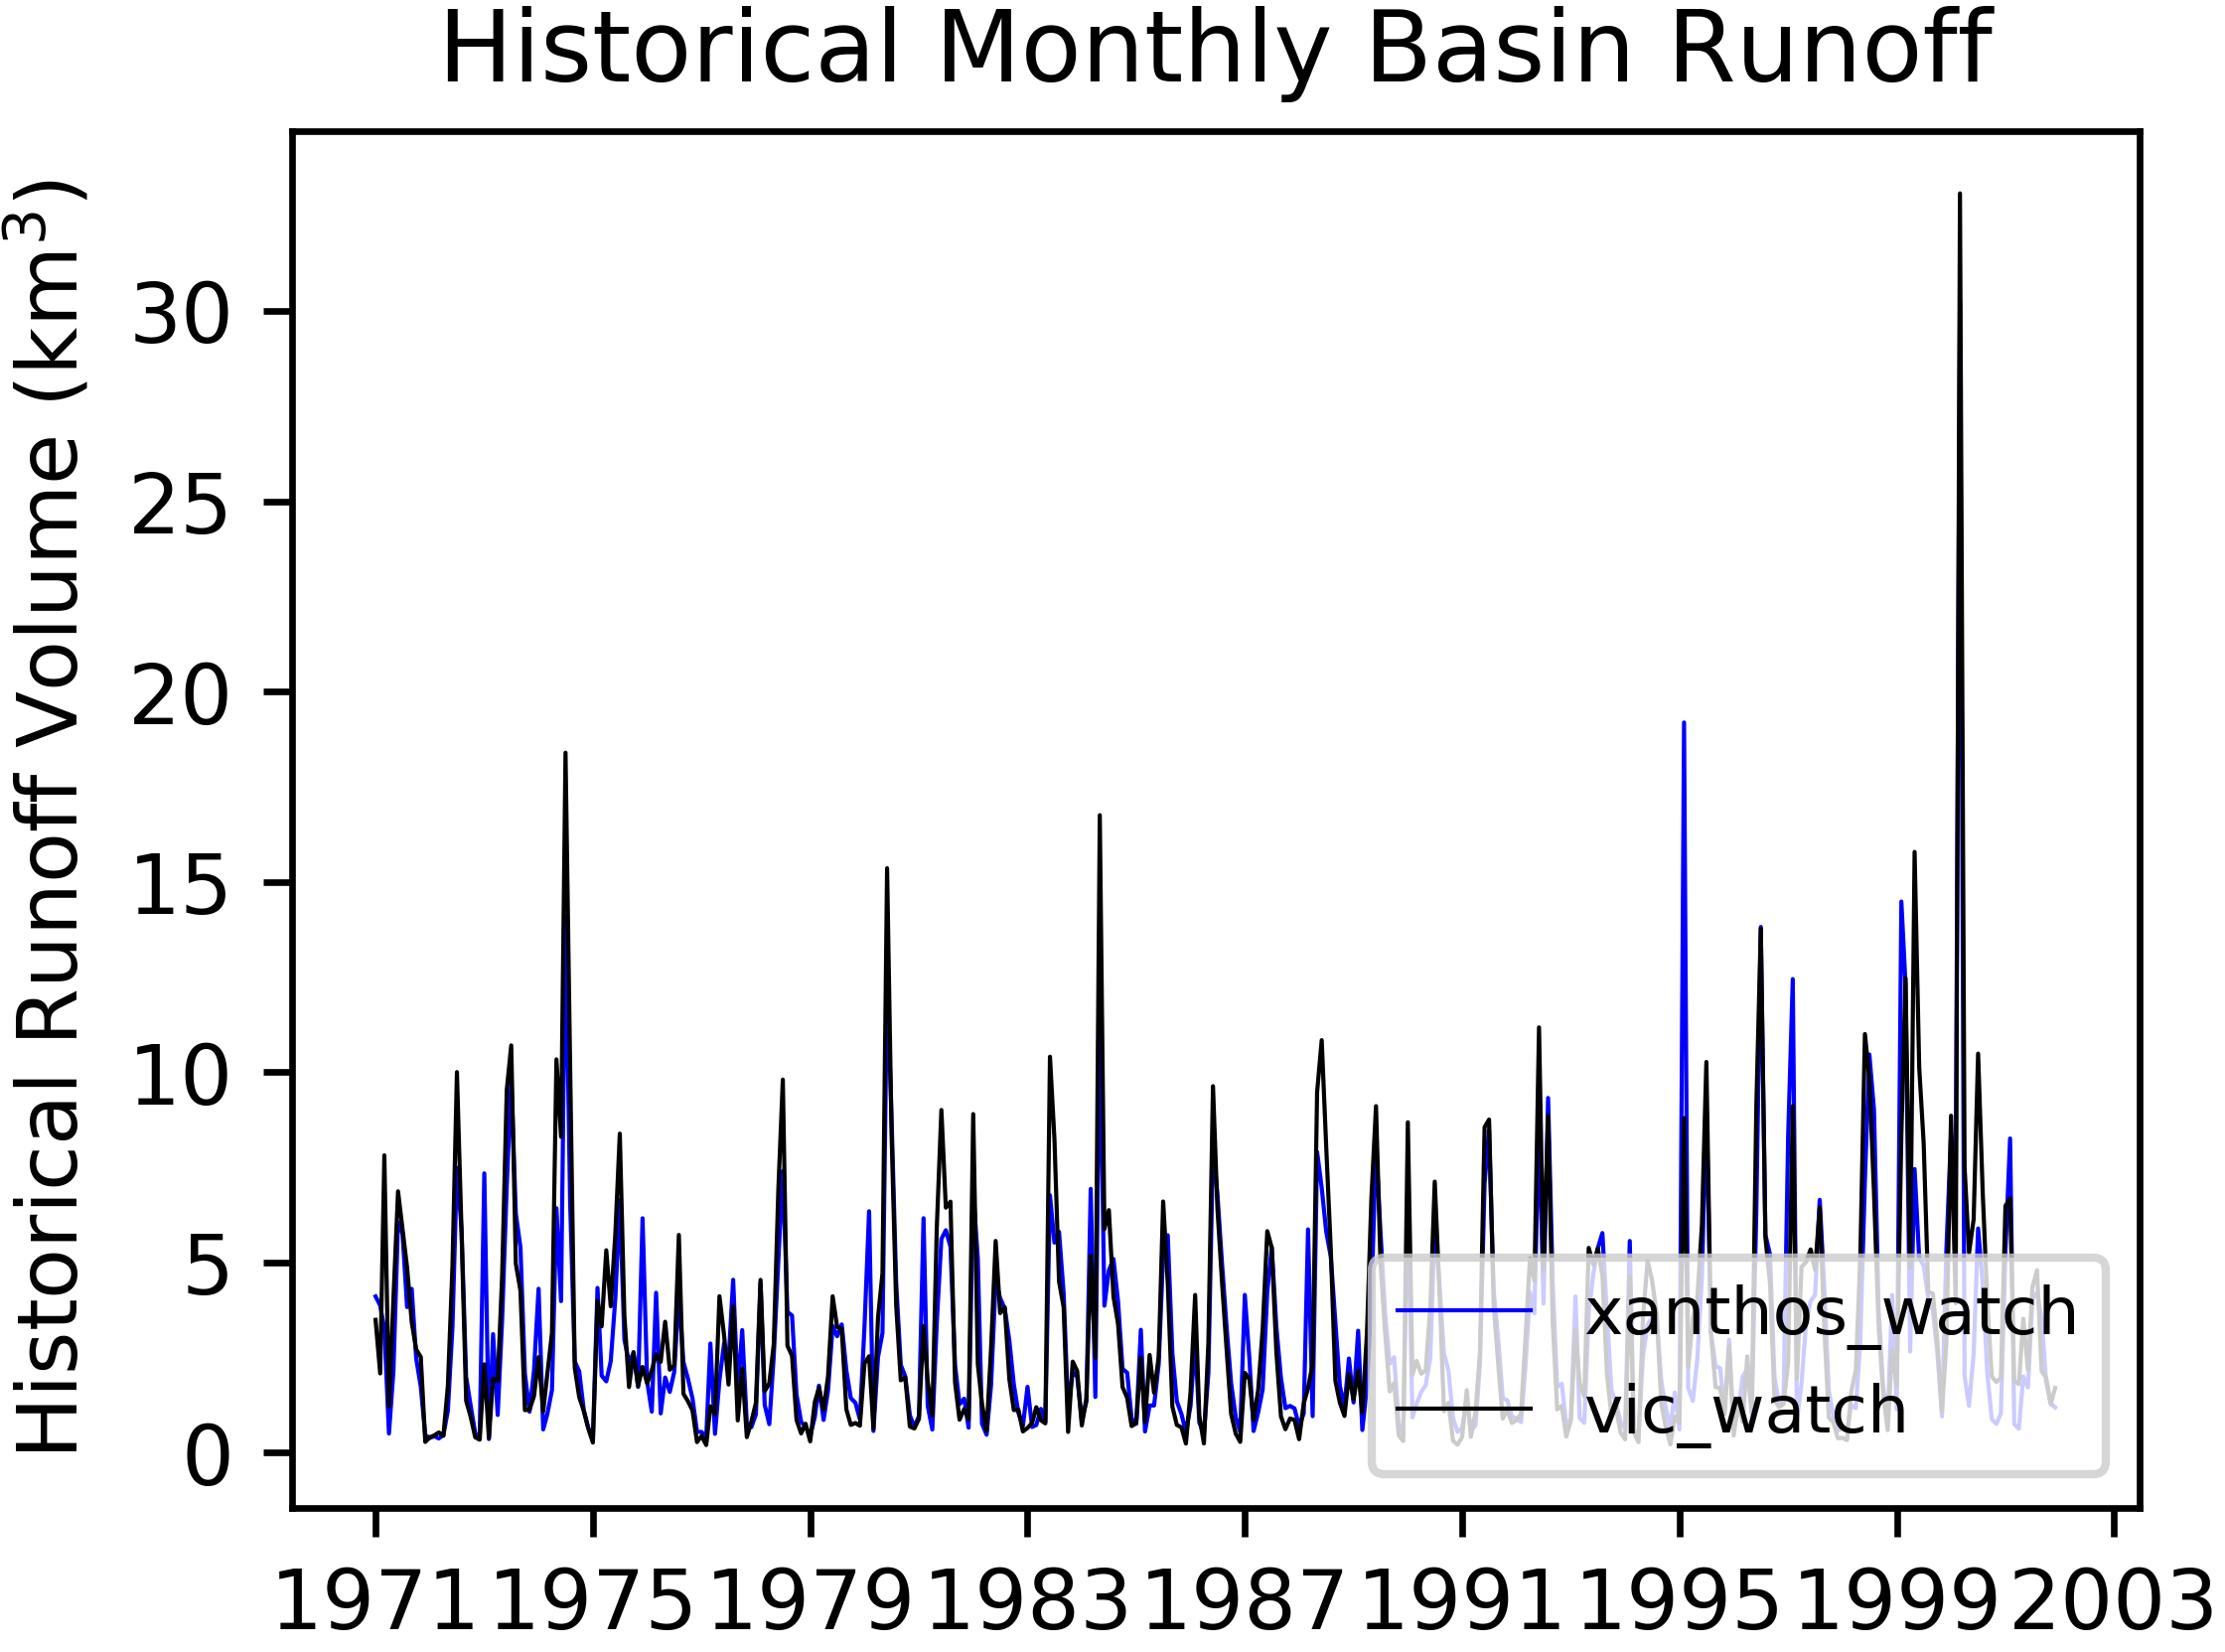 Historical Monthly Basin Runoff
Historical Runoff Volume (km³)
30
25
20
15
10
5
0
xanthos_watch
vic_watch
1971 1975 1979 1983 1987 1991 1995 1999 2003